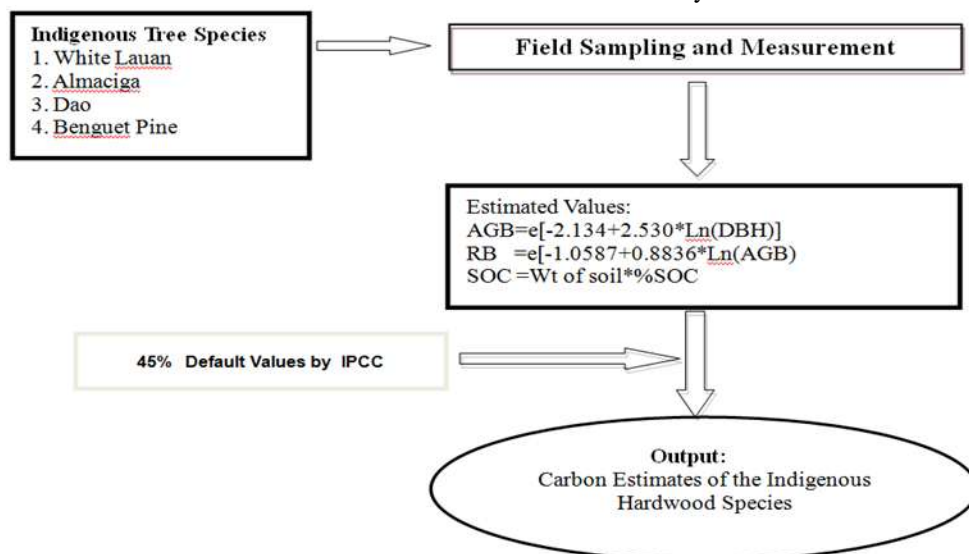 Indigenous Tree Species
1. White Lauan
2. Almaciga
3. Dao
4. Benguet Pine
Field Sampling and Measurement
Estimated Values:
AGB=e[-2.134+2.530*Ln(DBH)]
RB =e[-1.0587+0.8836*Ln(AGB)
SOC =Wt of soil*%SOC
45% Default Values by IPCC
Output:
Carbon Estimates of the Indigenous
Hardwood Species